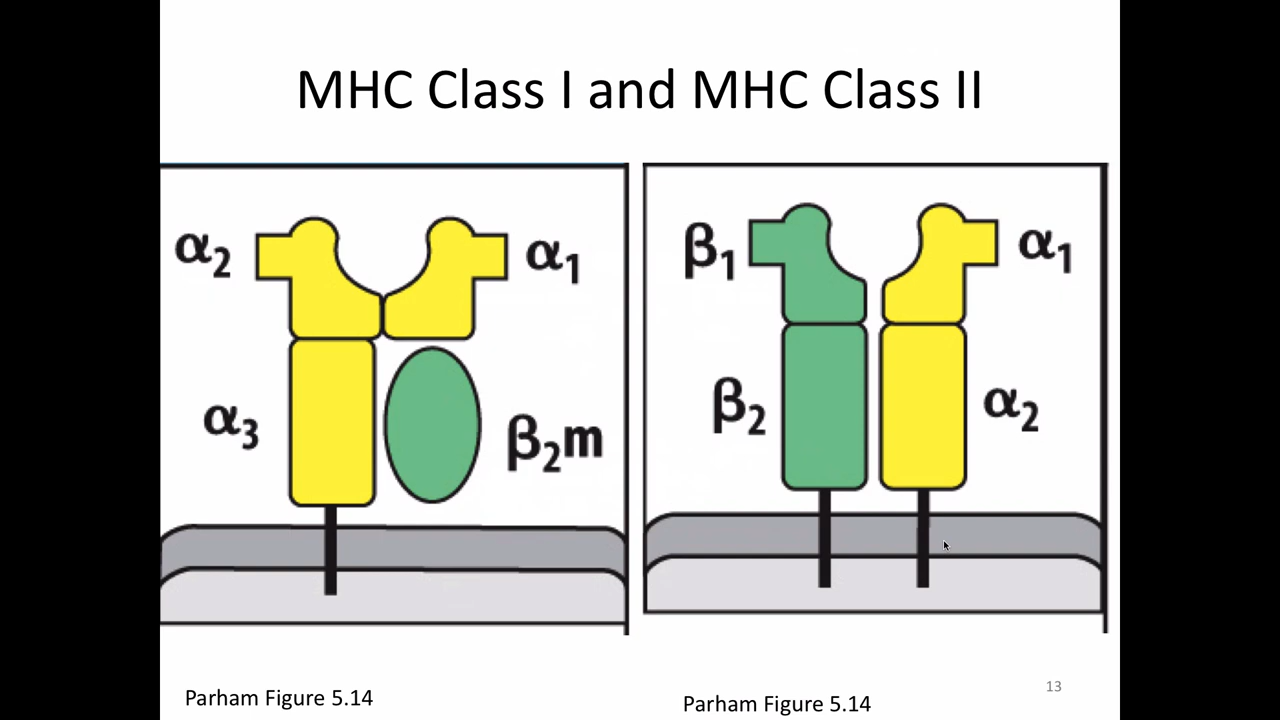 MHC Class I and MHC Class II
α₂
α₁
α₃
β₂m
β₁
α₁
β₂
α₂
Parham Figure 5.14
Parham Figure 5.14
13